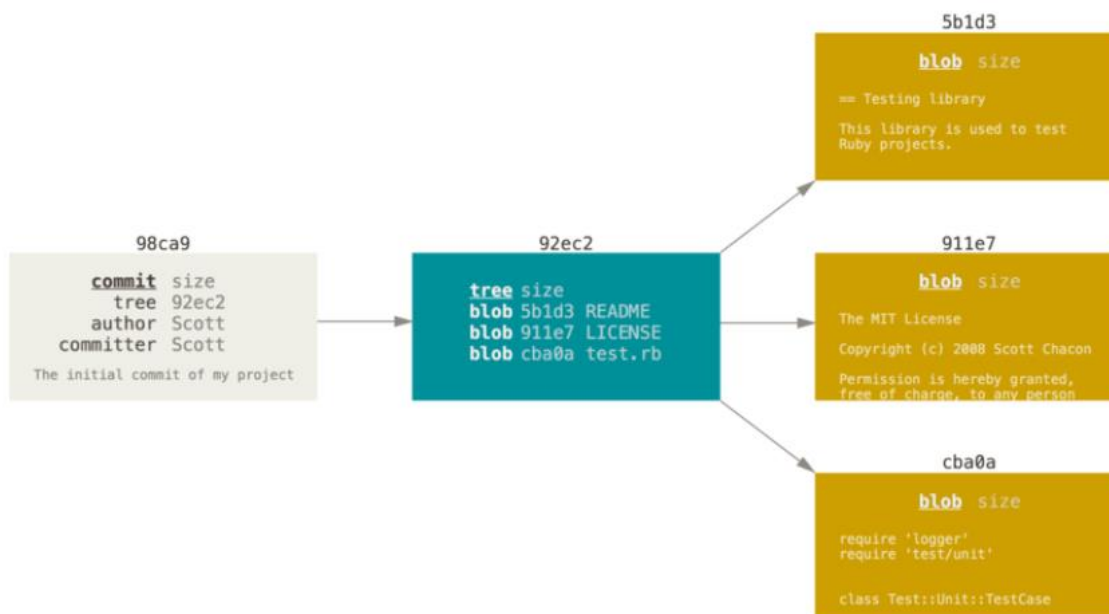 98ca9
commit size
tree 92ec2
author Scott
committer Scott
The initial commit of my project
92ec2
tree size
blob 5b1d3 README
blob 911e7 LICENSE
blob cba0a test.rb
5b1d3
blob size
== Testing library
This library is used to test
Ruby projects.
911e7
blob size
The MIT License
Copyright (c) 2008 Scott Chacon
Permission is hereby granted,
free of charge, to any person
cba0a
blob size
require 'logger'
require 'test/unit'
class Test::Unit::TestCase